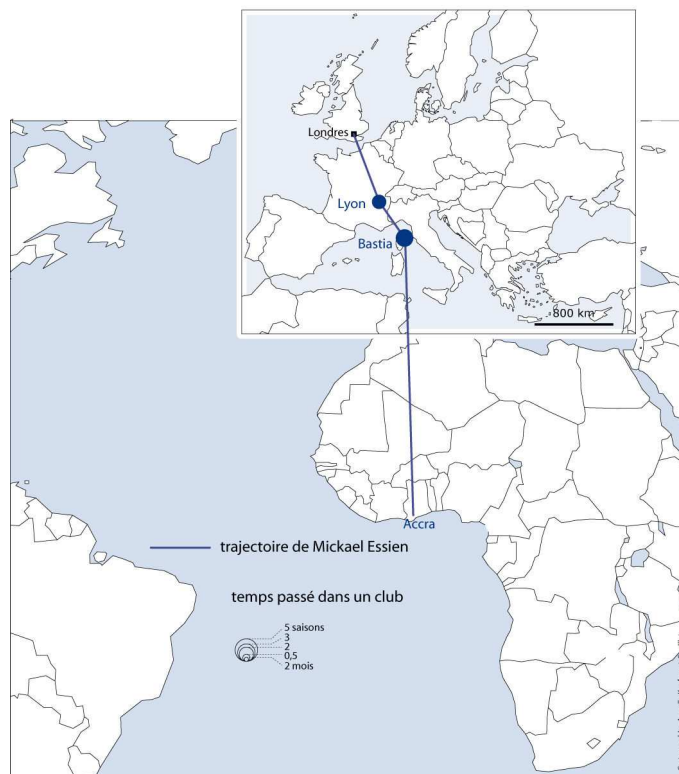 Londres
Lyon
Bastia
800 km
Accra
trajectoire de Mickael Essien
temps passé dans un club
5 saisons
3
2
0,5
2 mois